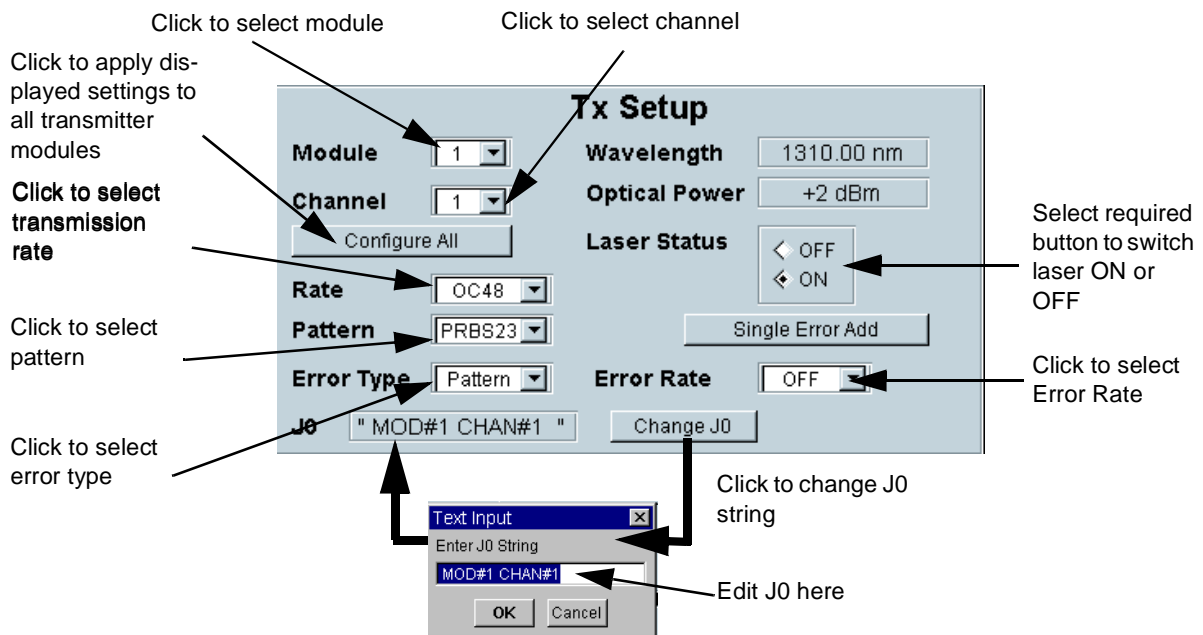 Click to select module
Click to select channel
Click to apply dis-
played settings to
all transmitter
modules
Click to select
transmission
rate
Click to select
pattern
Click to select
error type
Tx Setup
Module 1
Wavelength 1310.00 nm
Channel 1
Optical Power +2 dBm
Configure All
Laser Status
OFF
ON
Rate OC48
Pattern PRBS23
Single Error Add
Error Type Pattern
Error Rate OFF
J0 " MOD#1 CHAN#1 "
Change J0
Select required
button to switch
laser ON or
OFF
Click to select
Error Rate
Click to change J0
string
Text Input
Enter J0 String
MOD#1 CHAN#1
OK Cancel
Edit J0 here